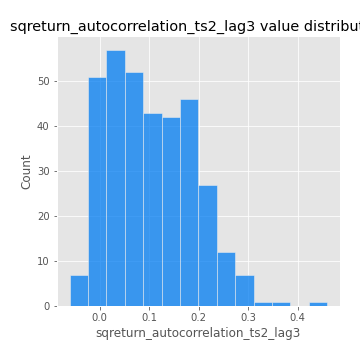 sqreturn_autocorrelation_ts2_lag3 value distribut
Count
50
40
30
20
10
0
0.0 0.1 0.2 0.3 0.4
sqreturn_autocorrelation_ts2_lag3